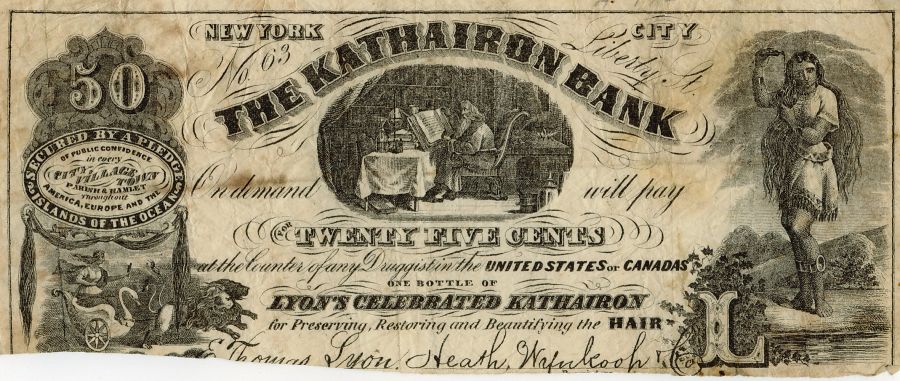 NEW YORK CITY
No. 63 Liberty St.
THE KATHAIRON BANK
50
SECURED BY A PLEDGE
OF PUBLIC CONFIDENCE
in every
CITY
VILLAGE TOWN
PARISH & HAMLET
Throughout
AMERICA, EUROPE AND THE
ISLANDS OF THE OCEAN
On demand will pay
FOR TWENTY FIVE CENTS
at the Counter of any Druggist in the UNITED STATES OR CANADAS
ONE BOTTLE OF
LYON'S CELEBRATED KATHAIRON
for Preserving, Restoring and Beautifying the HAIR
L
E. Thomas Lyon. Heath, Wynkoop & Co.